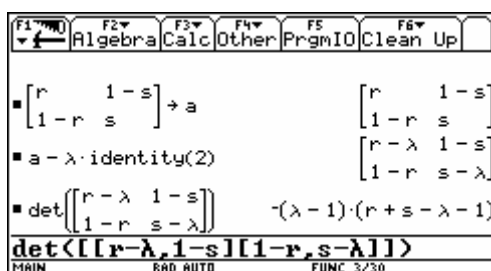 F1 F2 F3 F4 F5 F6
Algebra Calc Other PrgmIO Clean Up
[r 1-s] → a [r 1-s]
[1-r s] [1-r s]
▪ a-λ·identity(2) [r-λ 1-s]
[1-r s-λ]
▪ det([r-λ 1-s]) -(λ-1)·(r+s-λ-1)
[1-r s-λ]
det([[r-λ,1-s][1-r,s-λ]])
MAIN RAD AUTO FUNC 3/30